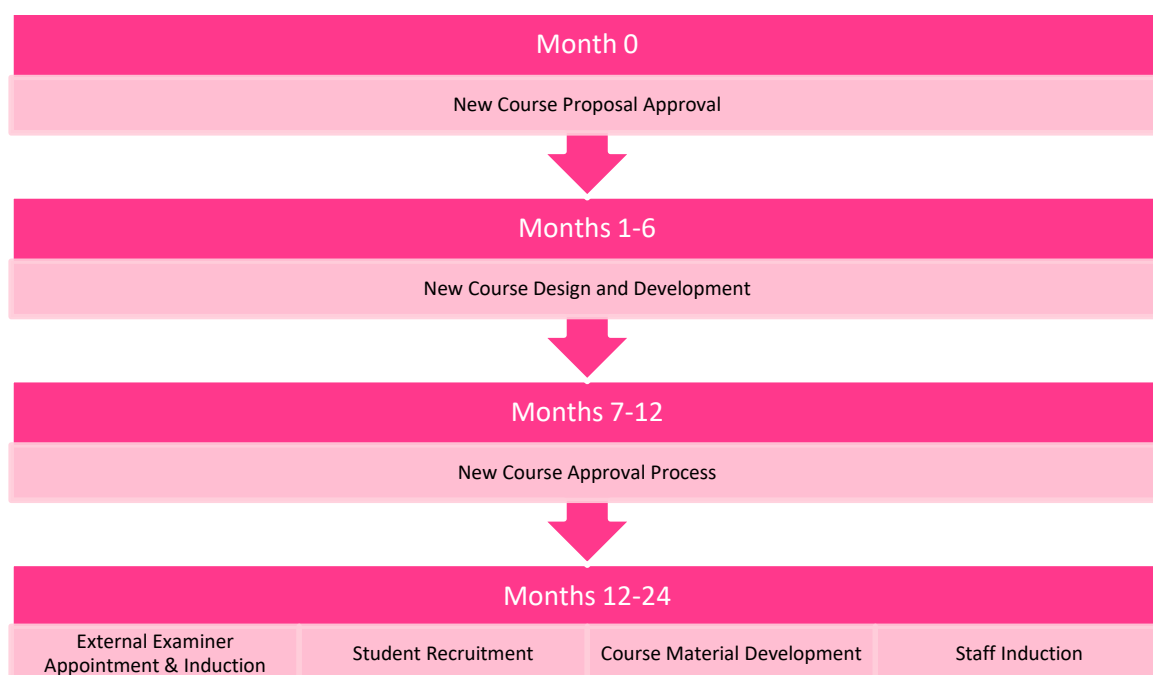 Month 0
New Course Proposal Approval
Months 1-6
New Course Design and Development
Months 7-12
New Course Approval Process
Months 12-24
External Examiner
Appointment & Induction
Student Recruitment
Course Material Development
Staff Induction